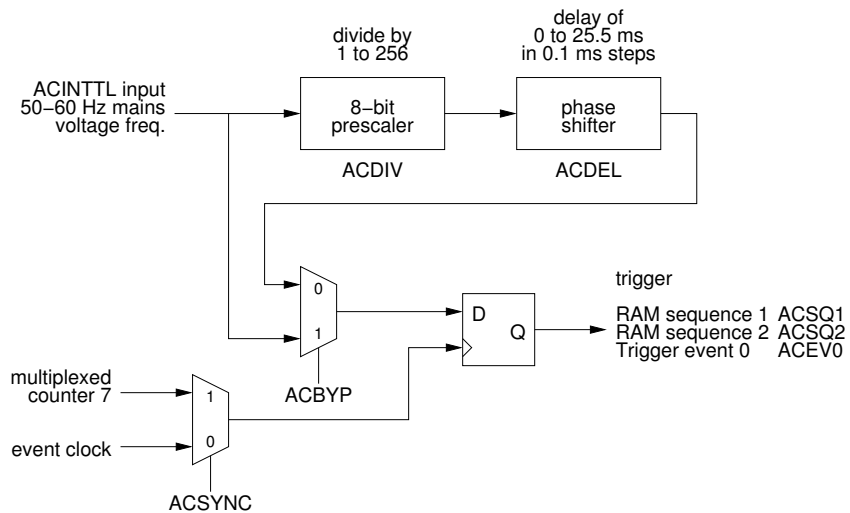 divide by
1 to 256
delay of
0 to 25.5 ms
in 0.1 ms steps
ACINTTL input
50−60 Hz mains
voltage freq.
8−bit
prescaler
phase
shifter
ACDIV
ACDEL
0
1
ACBYP
D
Q
trigger
RAM sequence 1 ACSQ1
RAM sequence 2 ACSQ2
Trigger event 0 ACEV0
multiplexed
counter 7
1
0
event clock
ACSYNC